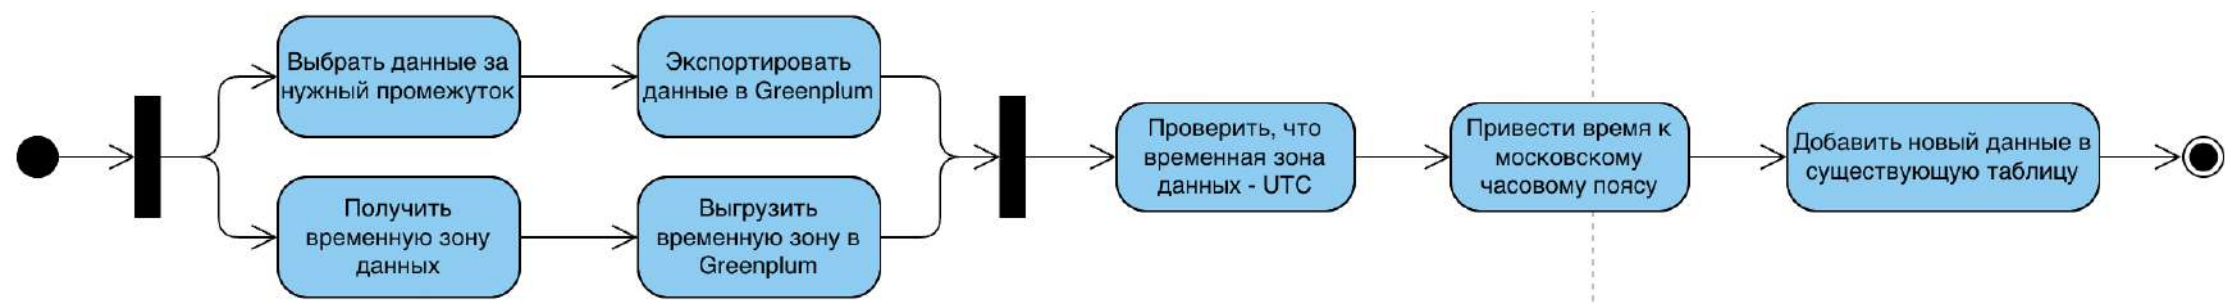 Выбрать данные за
нужный промежуток
Экспортировать
данные в Greenplum
Получить
временную зону
данных
Выгрузить
временную зону в
Greenplum
Проверить, что
временная зона
данных - UTC
Привести время к
московскому
часовому поясу
Добавить новый данные в
существующую таблицу